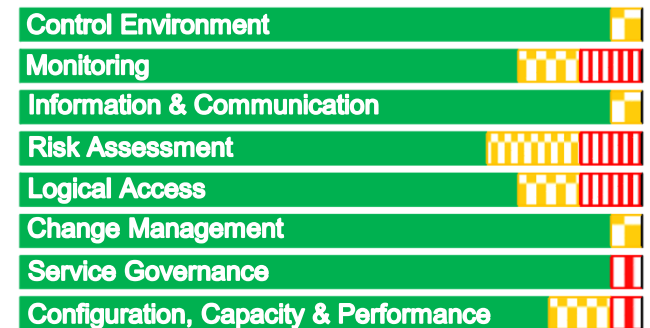 Control Environment
Monitoring
Information & Communication
Risk Assessment
Logical Access
Change Management
Service Governance
Configuration, Capacity & Performance